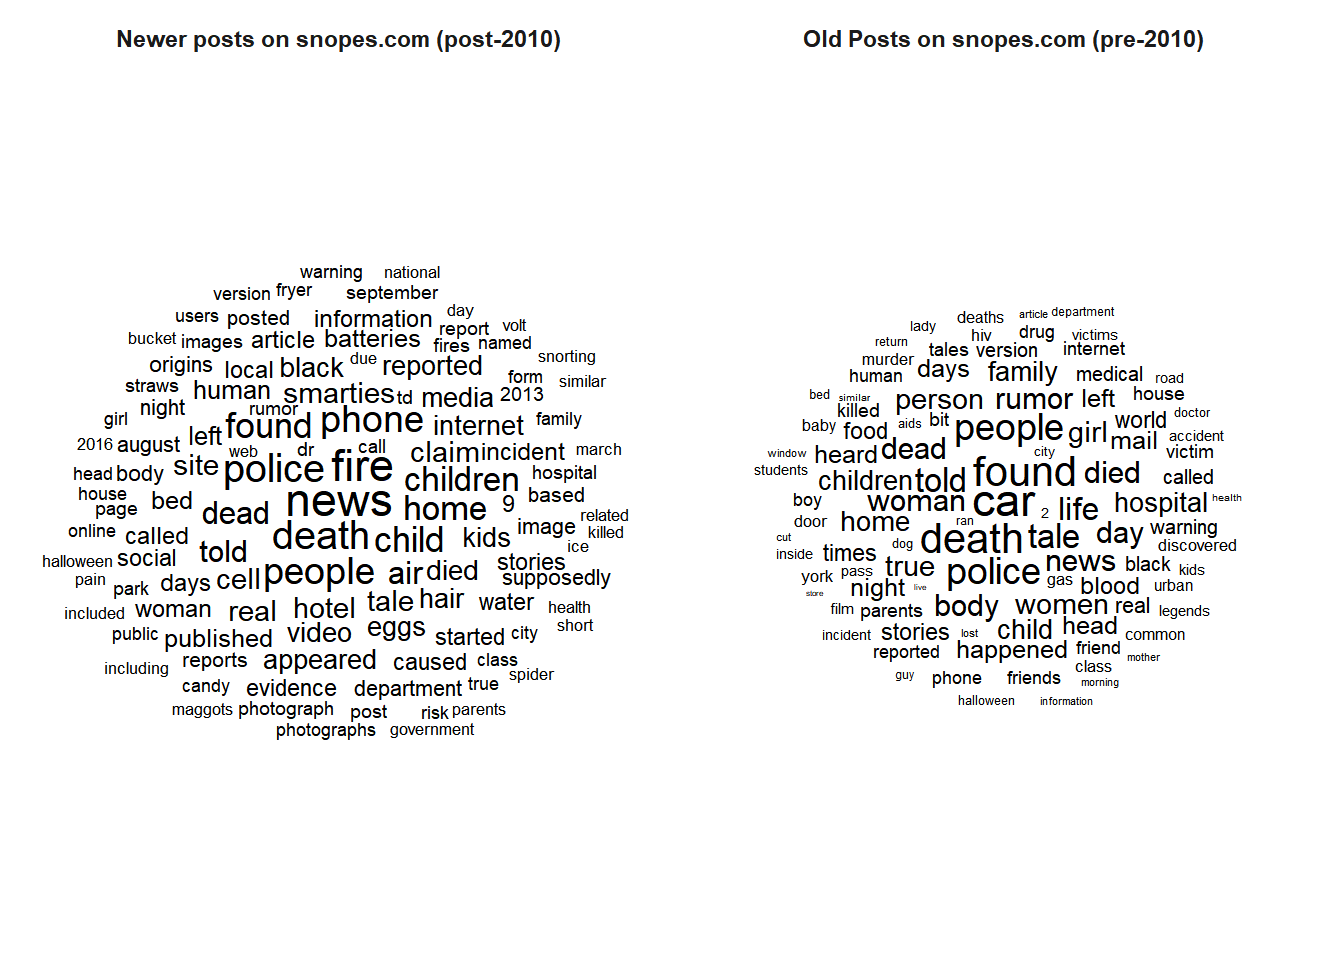 Newer posts on snopes.com (post-2010)
warning national
version fryer september
users posted information day
bucket images article batteries report volt
fires named
origins local black due reported snorting
straws human smarties td media form similar
2013
girl night rumor found phone internet family
2016 august left web dr call claim incident march
head body site police fire children hospital
house page bed dead news home 9 based
online called death child kids image related
killed
halloween social told ice
pain park days cell people air died stories supposedly
included woman real hotel tale hair water health
public published video eggs started city short
including reports appeared caused class
candy evidence department true spider
maggots photograph post risk parents
photographs government
Old Posts on snopes.com (pre-2010)
deaths article department
lady hiv drug victims
return tales version internet
murder days family medical road
human
bed similar killed person rumor left house
baby food aids bit people girl world doctor
mail accident
window heard dead city victim
students children told found died called
boy woman car 2 life hospital health
door home ran day warning
cut death tale discovered
inside times dog news black kids
york pass true police gas blood urban
store night live
film parents body women real legends
incident stories lost child head common
reported happened friend mother
guy phone friends class morning
halloween information